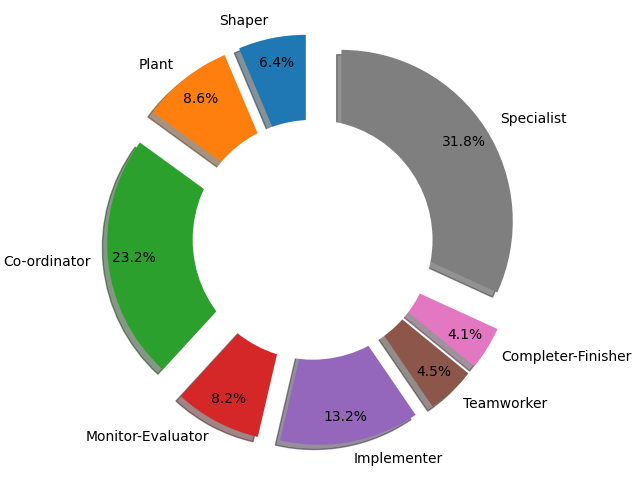 Shaper
6.4%
Plant
8.6%
Specialist
31.8%
Co-ordinator
23.2%
Completer-Finisher
4.1%
Teamworker
4.5%
Monitor-Evaluator
8.2%
Implementer
13.2%